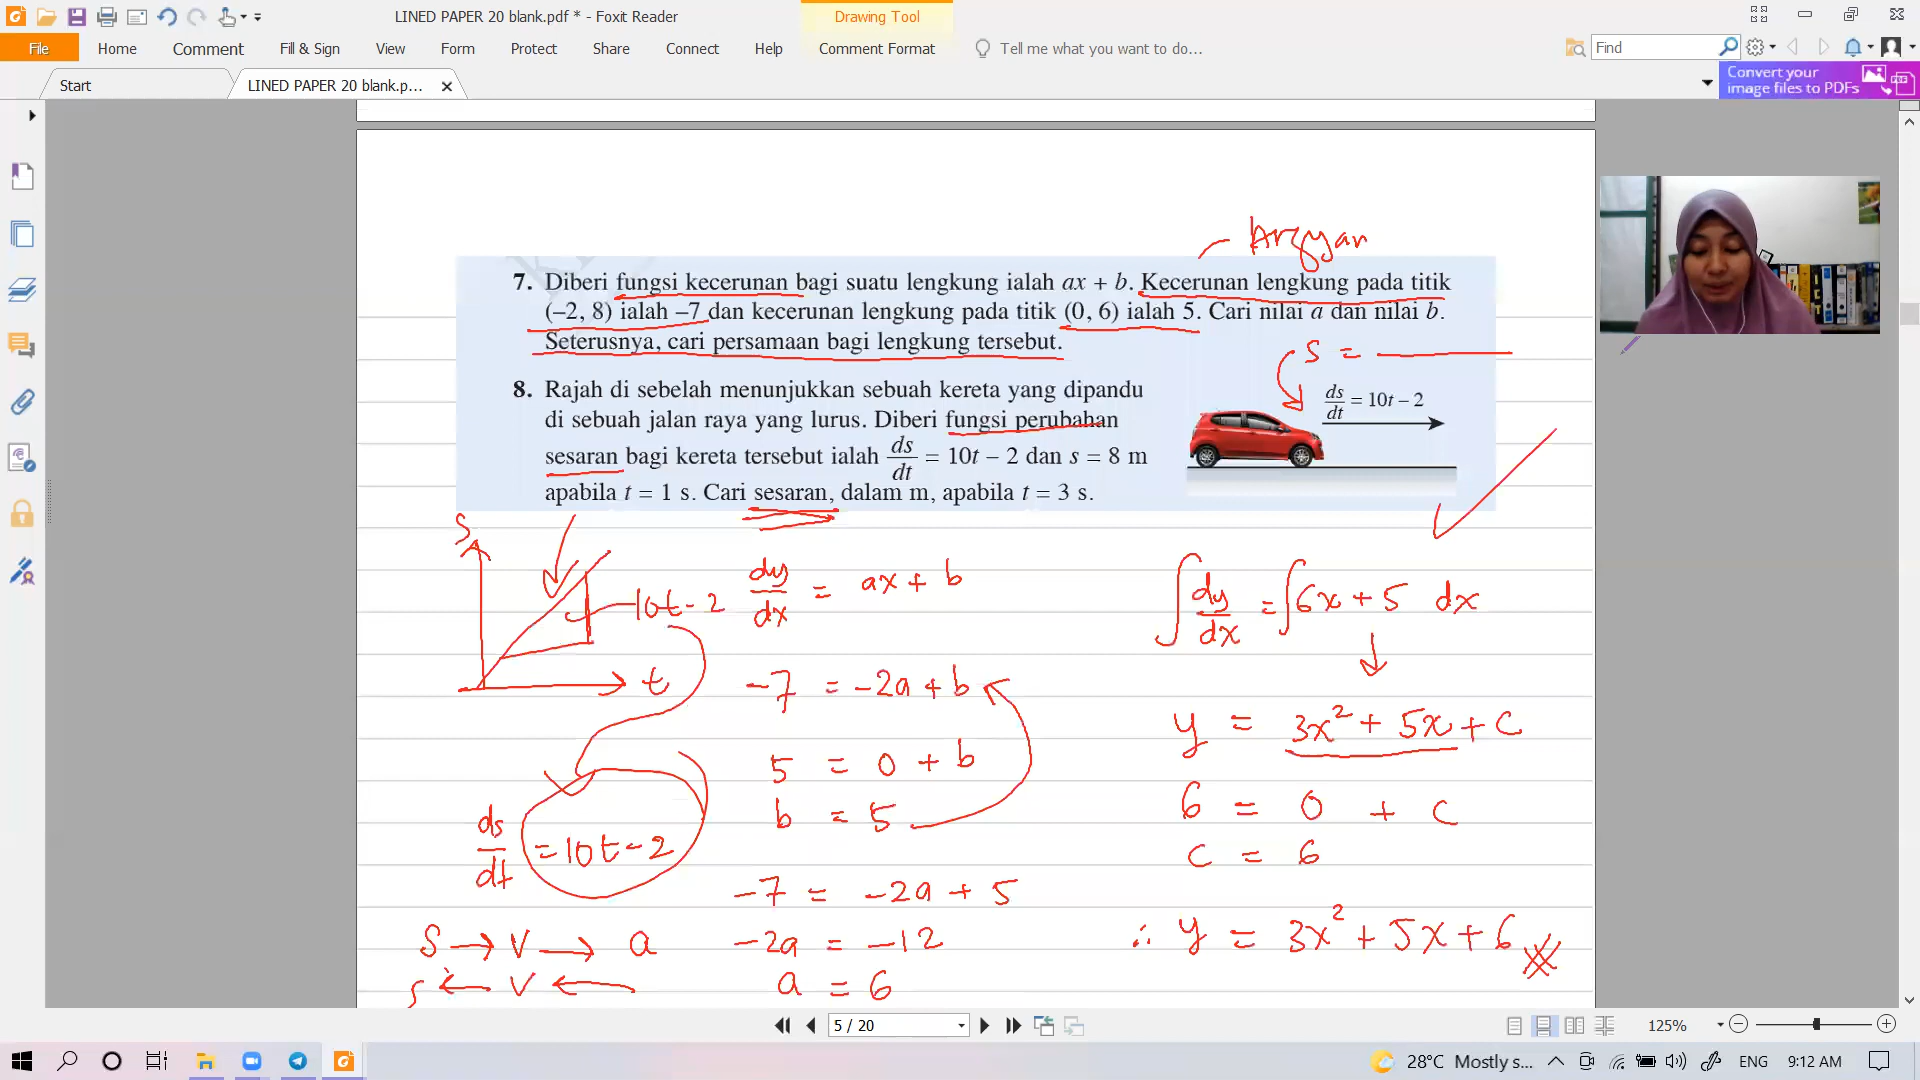 LINED PAPER 20 blank.pdf * - Foxit Reader
Drawing Tool
File Home Comment Fill & Sign View Form Protect Share Connect Help Comment Format Tell me what you want to do... Find
Start LINED PAPER 20 blank.p...
Convert your
image files to PDFs
7. Diberi fungsi kecerunan bagi suatu lengkung ialah ax + b. Kecerunan lengkung pada titik
(–2, 8) ialah –7 dan kecerunan lengkung pada titik (0, 6) ialah 5. Cari nilai a dan nilai b.
Seterusnya, cari persamaan bagi lengkung tersebut.
s =
8. Rajah di sebelah menunjukkan sebuah kereta yang dipandu
di sebuah jalan raya yang lurus. Diberi fungsi perubahan
sesaran bagi kereta tersebut ialah ds/dt = 10t – 2 dan s = 8 m
apabila t = 1 s. Cari sesaran, dalam m, apabila t = 3 s.
ds/dt = 10t – 2
S
10t - 2
t
ds/dt = 10t - 2
S → V → a
s ← V ←
dy/dx = ax + b
-7 = -2a + b
5 = 0 + b
b = 5
-7 = -2a + 5
-2a = -12
a = 6
∫ dy/dx = ∫ 6x + 5 dx
y = 3x² + 5x + c
6 = 0 + c
c = 6
∴ y = 3x² + 5x + 6
5 / 20
125%
28°C Mostly s... ENG 9:12 AM